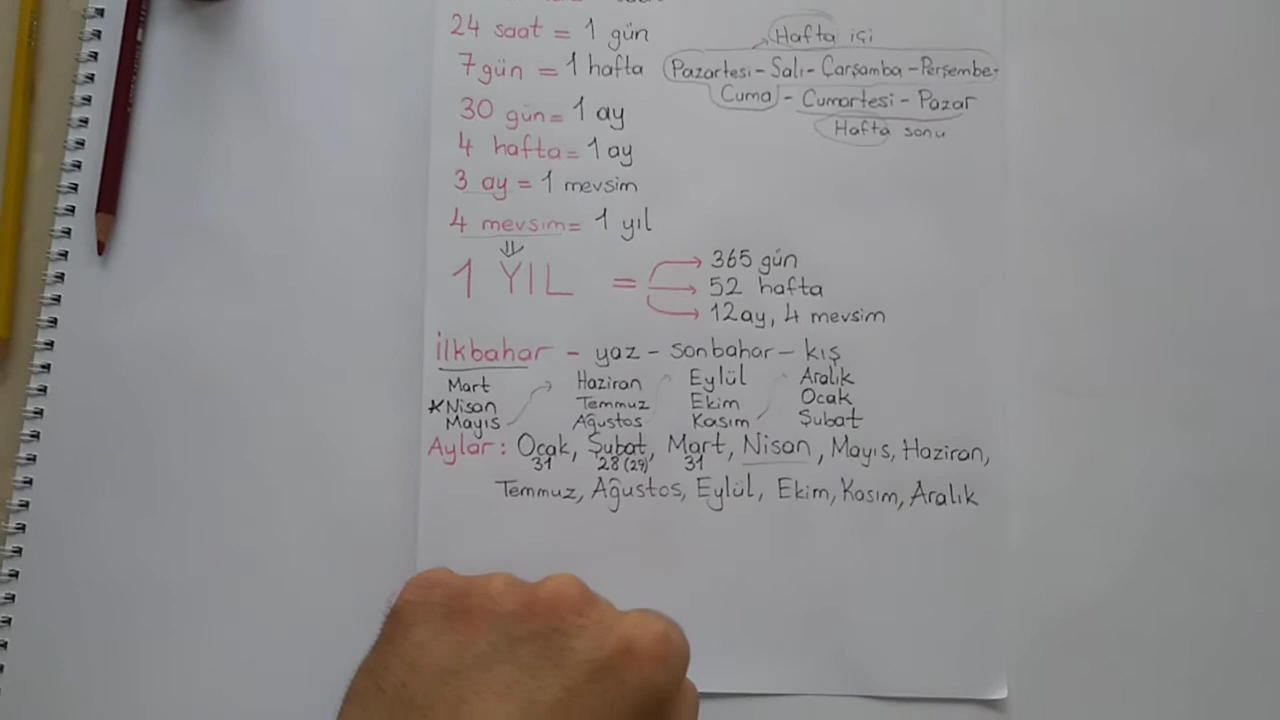 24 saat = 1 gün
7 gün = 1 hafta
30 gün = 1 ay
4 hafta = 1 ay
3 ay = 1 mevsim
4 mevsim = 1 yıl
Hafta içi
Pazartesi - Salı - Çarşamba - Perşembe,
Cuma - Cumartesi - Pazar
Hafta sonu
1 YIL =
365 gün
52 hafta
12 ay, 4 mevsim
İlkbahar - yaz - sonbahar - kış
Mart Haziran Eylül Aralık
*Nisan Temmuz Ekim Ocak
Mayıs Ağustos Kasım Şubat
Aylar: Ocak, Şubat, Mart, Nisan, Mayıs, Haziran,
31 28(29) 31
Temmuz, Ağustos, Eylül, Ekim, Kasım, Aralık